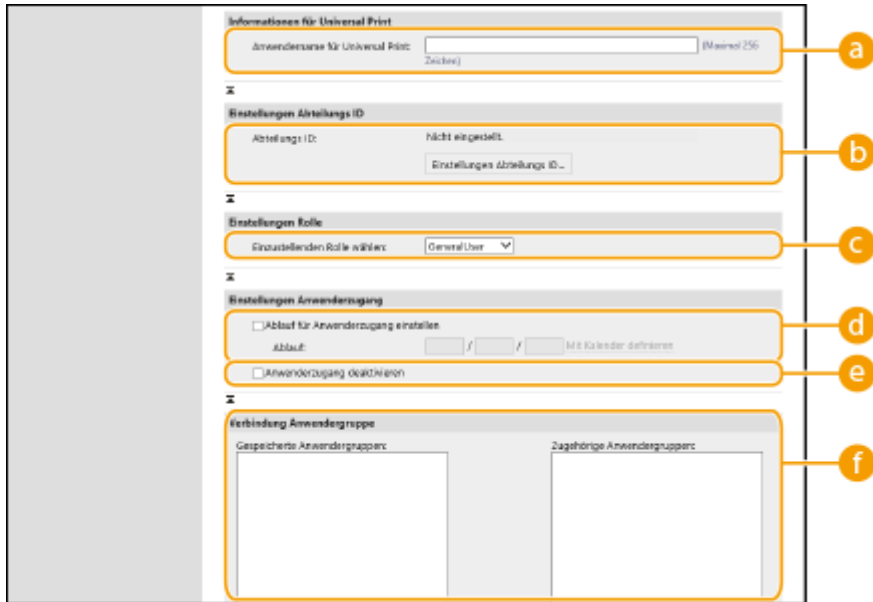 Informationen für Universal Print
Anwendername für Universal Print: (Maximal 256
Zeichen)
a
Einstellungen Abteilungs ID
Abteilungs ID: Nicht eingestellt.
Einstellungen Abteilungs ID...
b
Einstellungen Rolle
Einzustellenden Rolle wählen: GeneralUser
c
Einstellungen Anwenderzugang
Ablauf für Anwenderzugang einstellen
Ablauf: / / Mit Kalender definieren
d
Anwenderzugang deaktivieren
e
Verbindung Anwendergruppe
Gespeicherte Anwendergruppen: Zugehörige Anwendergruppen:
f